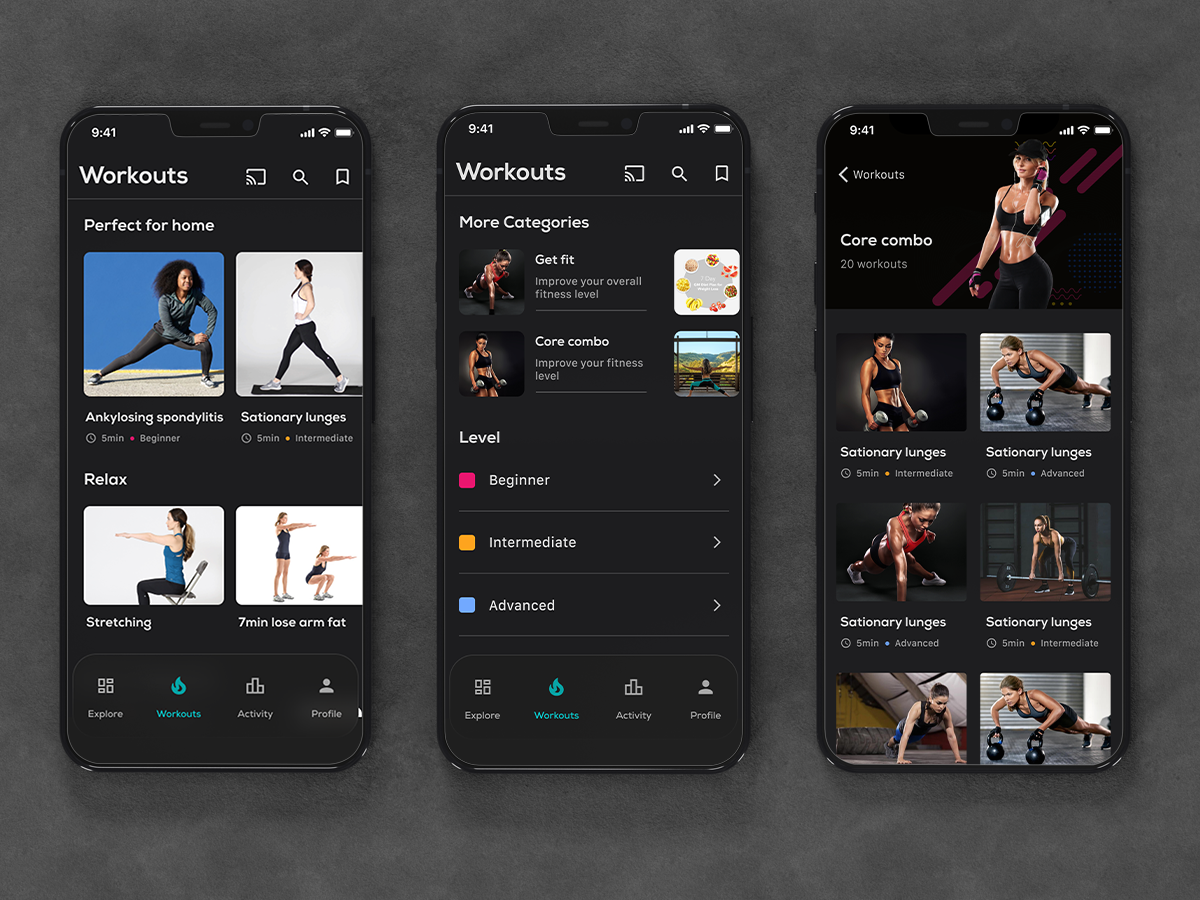 9:41
Workouts
Perfect for home
Ankylosing spondylitis
5min • Beginner
Sationary lunges
5min • Intermediate
Relax
Stretching
7min lose arm fat
Explore
Workouts
Activity
Profile
9:41
Workouts
More Categories
Get fit
Improve your overall
fitness level
Core combo
Improve your fitness
level
Level
Beginner
Intermediate
Advanced
Explore
Workouts
Activity
Profile
9:41
Workouts
Core combo
20 workouts
Sationary lunges
5min • Intermediate
Sationary lunges
5min • Advanced
Sationary lunges
5min • Advanced
Sationary lunges
5min • Intermediate